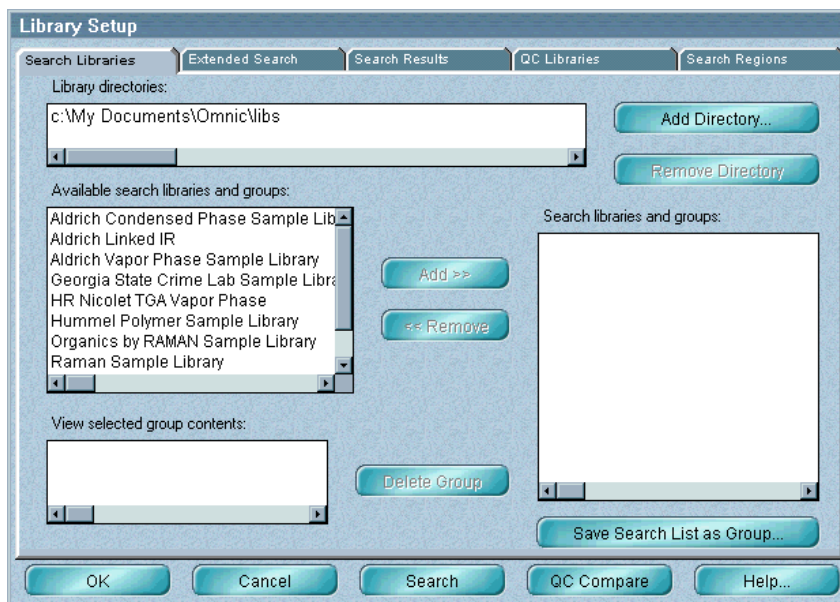 Library Setup
Search Libraries
Extended Search
Search Results
QC Libraries
Search Regions
Library directories:
c:\My Documents\Omnic\libs
Add Directory...
Remove Directory
Available search libraries and groups:
Aldrich Condensed Phase Sample Lib
Aldrich Linked IR
Aldrich Vapor Phase Sample Library
Georgia State Crime Lab Sample Libra
HR Nicolet TGA Vapor Phase
Hummel Polymer Sample Library
Organics by RAMAN Sample Library
Raman Sample Library
Add >>
<< Remove
Search libraries and groups:
View selected group contents:
Delete Group
Save Search List as Group...
OK
Cancel
Search
QC Compare
Help...